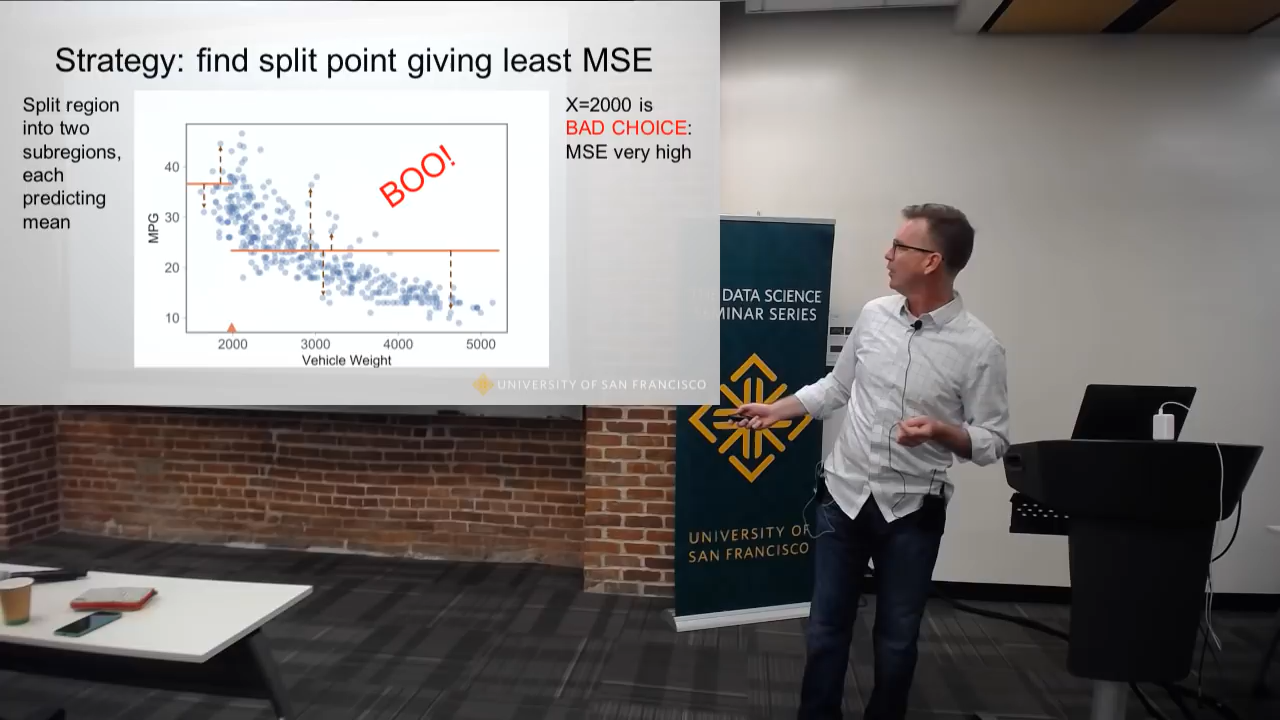 Strategy: find split point giving least MSE
Split region
into two
subregions,
each
predicting
mean
BOO!
X=2000 is
BAD CHOICE:
MSE very high
MPG
40
30
20
10
2000 3000 4000 5000
Vehicle Weight
UNIVERSITY OF SAN FRANCISCO
DATA SCIENCE
SEMINAR SERIES
UNIVERSITY OF
SAN FRANCISCO